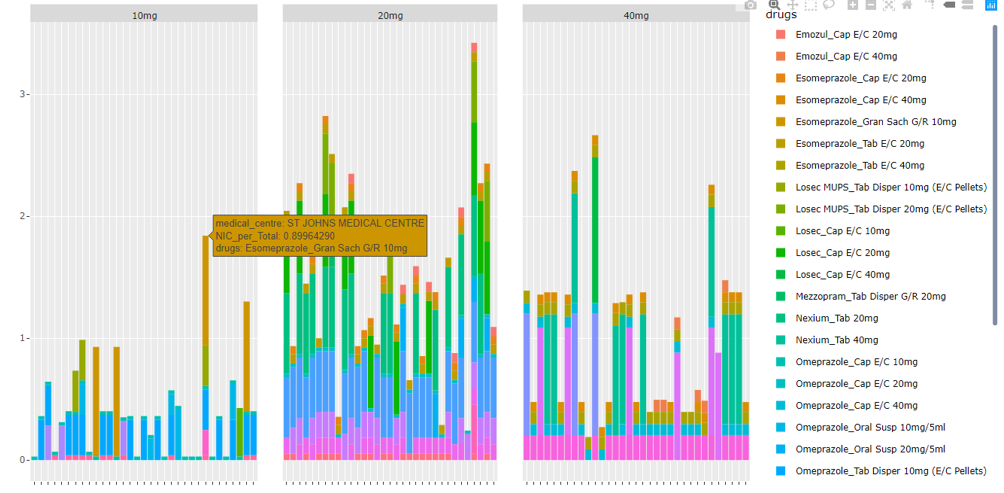 10mg
20mg
40mg
drugs
3
2
1
0
medical_centre: ST JOHNS MEDICAL CENTRE
NIC_per_Total: 0.89964290
drugs: Esomeprazole_Gran Sach G/R 10mg
Emozul_Cap E/C 20mg
Emozul_Cap E/C 40mg
Esomeprazole_Cap E/C 20mg
Esomeprazole_Cap E/C 40mg
Esomeprazole_Gran Sach G/R 10mg
Esomeprazole_Tab E/C 20mg
Esomeprazole_Tab E/C 40mg
Losec MUPS_Tab Disper 10mg (E/C Pellets)
Losec MUPS_Tab Disper 20mg (E/C Pellets)
Losec_Cap E/C 10mg
Losec_Cap E/C 20mg
Losec_Cap E/C 40mg
Mezzopram_Tab Disper G/R 20mg
Nexium_Tab 20mg
Nexium_Tab 40mg
Omeprazole_Cap E/C 10mg
Omeprazole_Cap E/C 20mg
Omeprazole_Cap E/C 40mg
Omeprazole_Oral Susp 10mg/5ml
Omeprazole_Oral Susp 20mg/5ml
Omeprazole_Tab Disper 10mg (E/C Pellets)